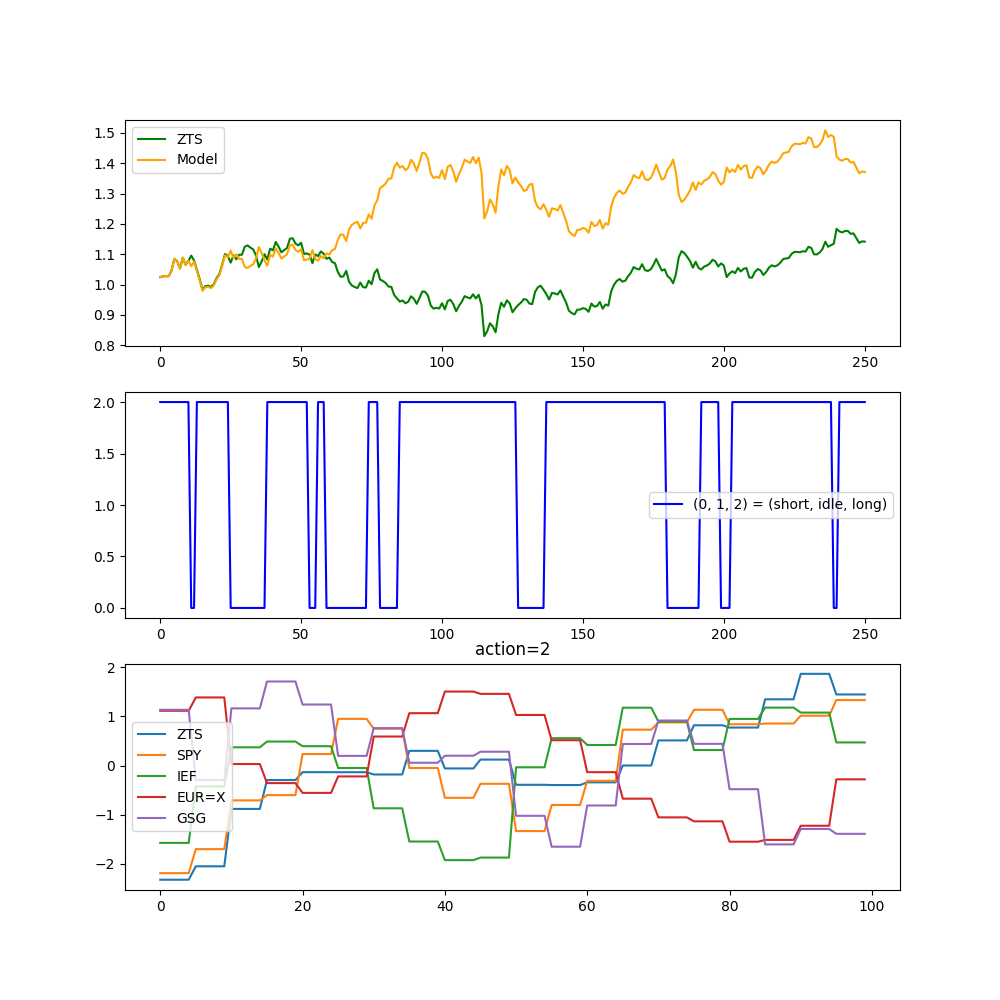 1.5
1.4
1.3
1.2
1.1
1.0
0.9
0.8
ZTS
Model
0 50 100 150 200 250
2.0
1.5
1.0
0.5
0.0
(0, 1, 2) = (short, idle, long)
0 50 100 150 200 250
action=2
2
1
0
−1
−2
ZTS
SPY
IEF
EUR=X
GSG
0 20 40 60 80 100